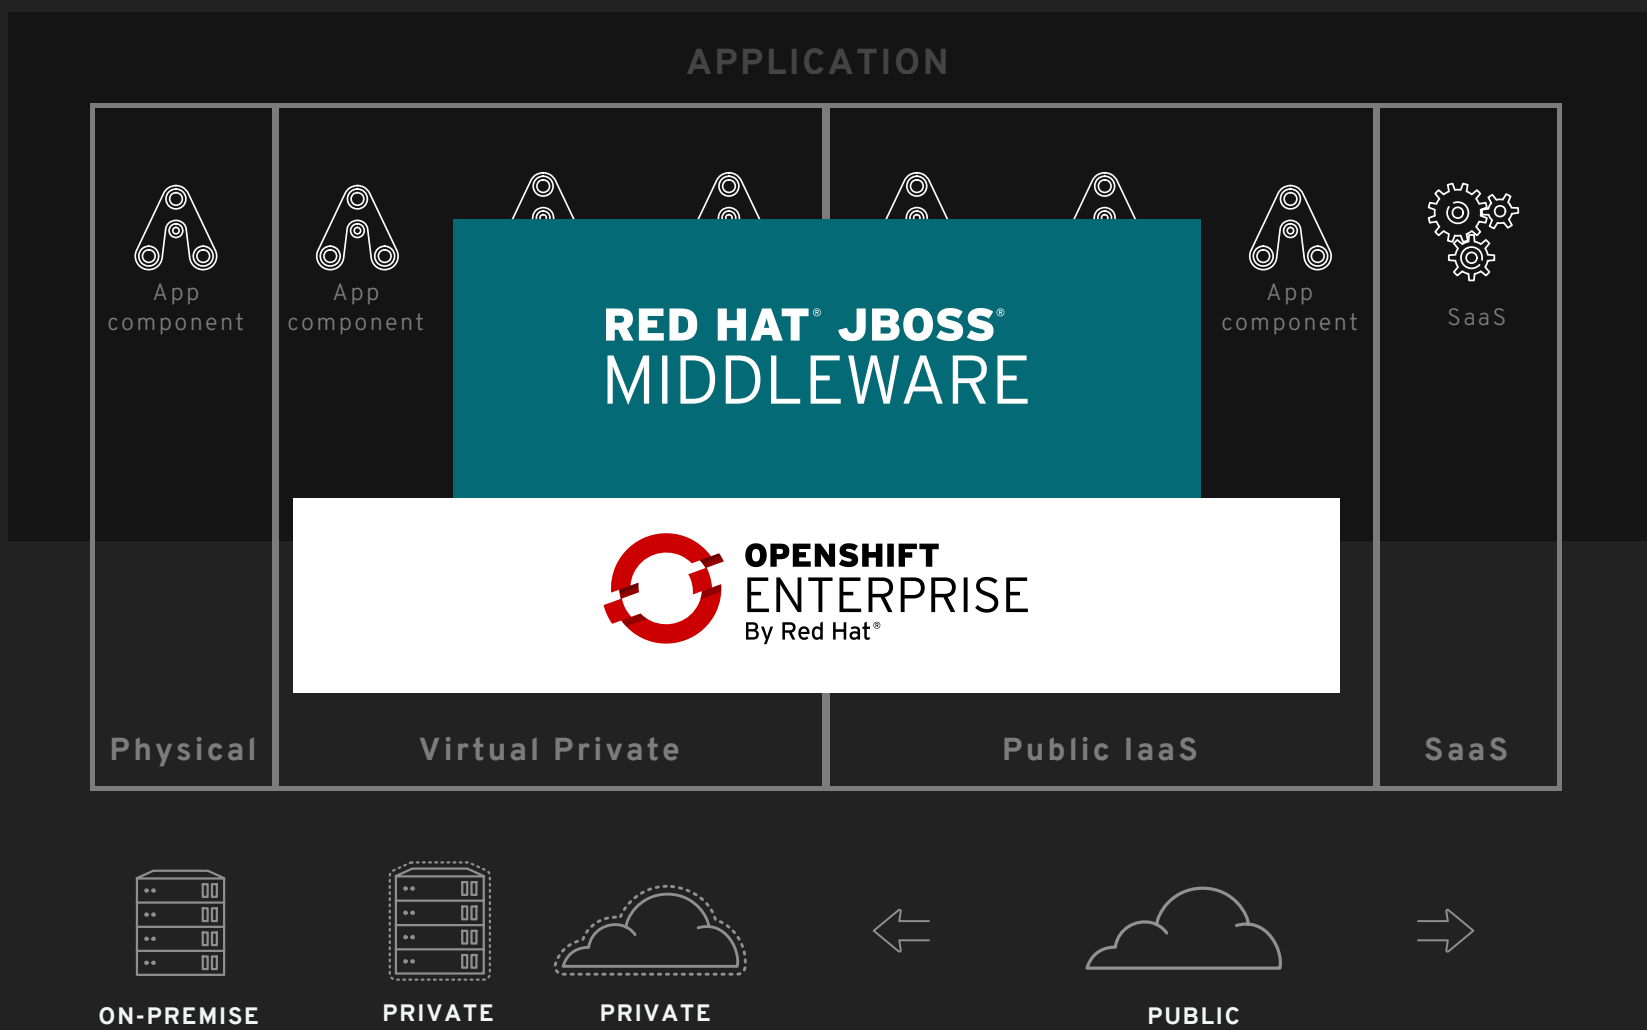 APPLICATION
App
component
App
component
App
component
SaaS
RED HAT® JBOSS®
MIDDLEWARE
OPENSHIFT
ENTERPRISE
By Red Hat®
Physical
Virtual Private
Public IaaS
SaaS
ON-PREMISE
PRIVATE
PRIVATE
PUBLIC